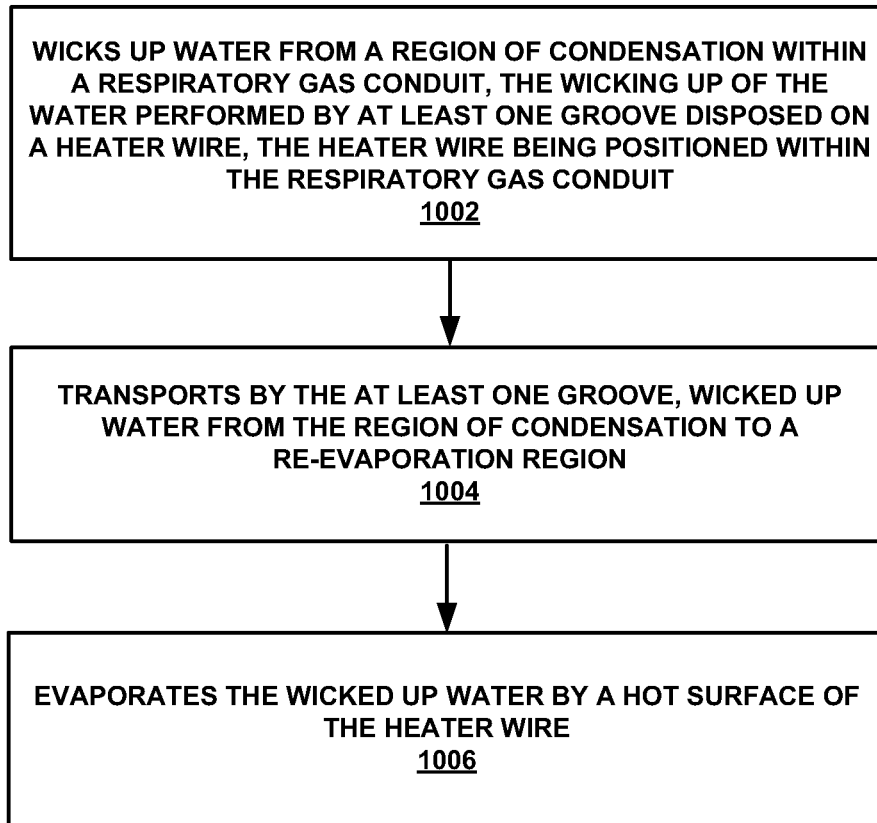 WICKS UP WATER FROM A REGION OF CONDENSATION WITHIN
A RESPIRATORY GAS CONDUIT, THE WICKING UP OF THE
WATER PERFORMED BY AT LEAST ONE GROOVE DISPOSED ON
A HEATER WIRE, THE HEATER WIRE BEING POSITIONED WITHIN
THE RESPIRATORY GAS CONDUIT
1002
TRANSPORTS BY THE AT LEAST ONE GROOVE, WICKED UP
WATER FROM THE REGION OF CONDENSATION TO A
RE-EVAPORATION REGION
1004
EVAPORATES THE WICKED UP WATER BY A HOT SURFACE OF
THE HEATER WIRE
1006